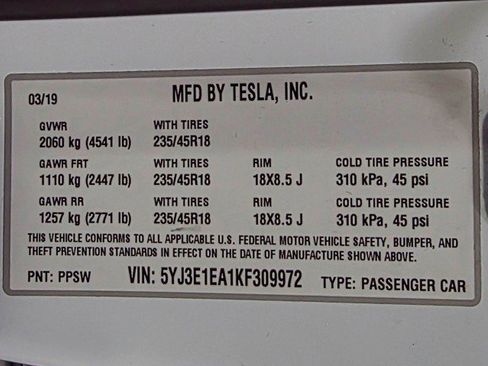 03/19 MFD BY TESLA, INC.
GVWR WITH TIRES
2060 kg (4541 lb) 235/45R18
GAWR FRT WITH TIRES RIM COLD TIRE PRESSURE
1110 kg (2447 lb) 235/45R18 18X8.5 J 310 kPa, 45 psi
GAWR RR WITH TIRES RIM COLD TIRE PRESSURE
1257 kg (2771 lb) 235/45R18 18X8.5 J 310 kPa, 45 psi
THIS VEHICLE CONFORMS TO ALL APPLICABLE U.S. FEDERAL MOTOR VEHICLE SAFETY, BUMPER, AND
THEFT PREVENTION STANDARDS IN EFFECT ON THE DATE OF MANUFACTURE SHOWN ABOVE.
PNT: PPSW VIN: 5YJ3E1EA1KF309972 TYPE: PASSENGER CAR